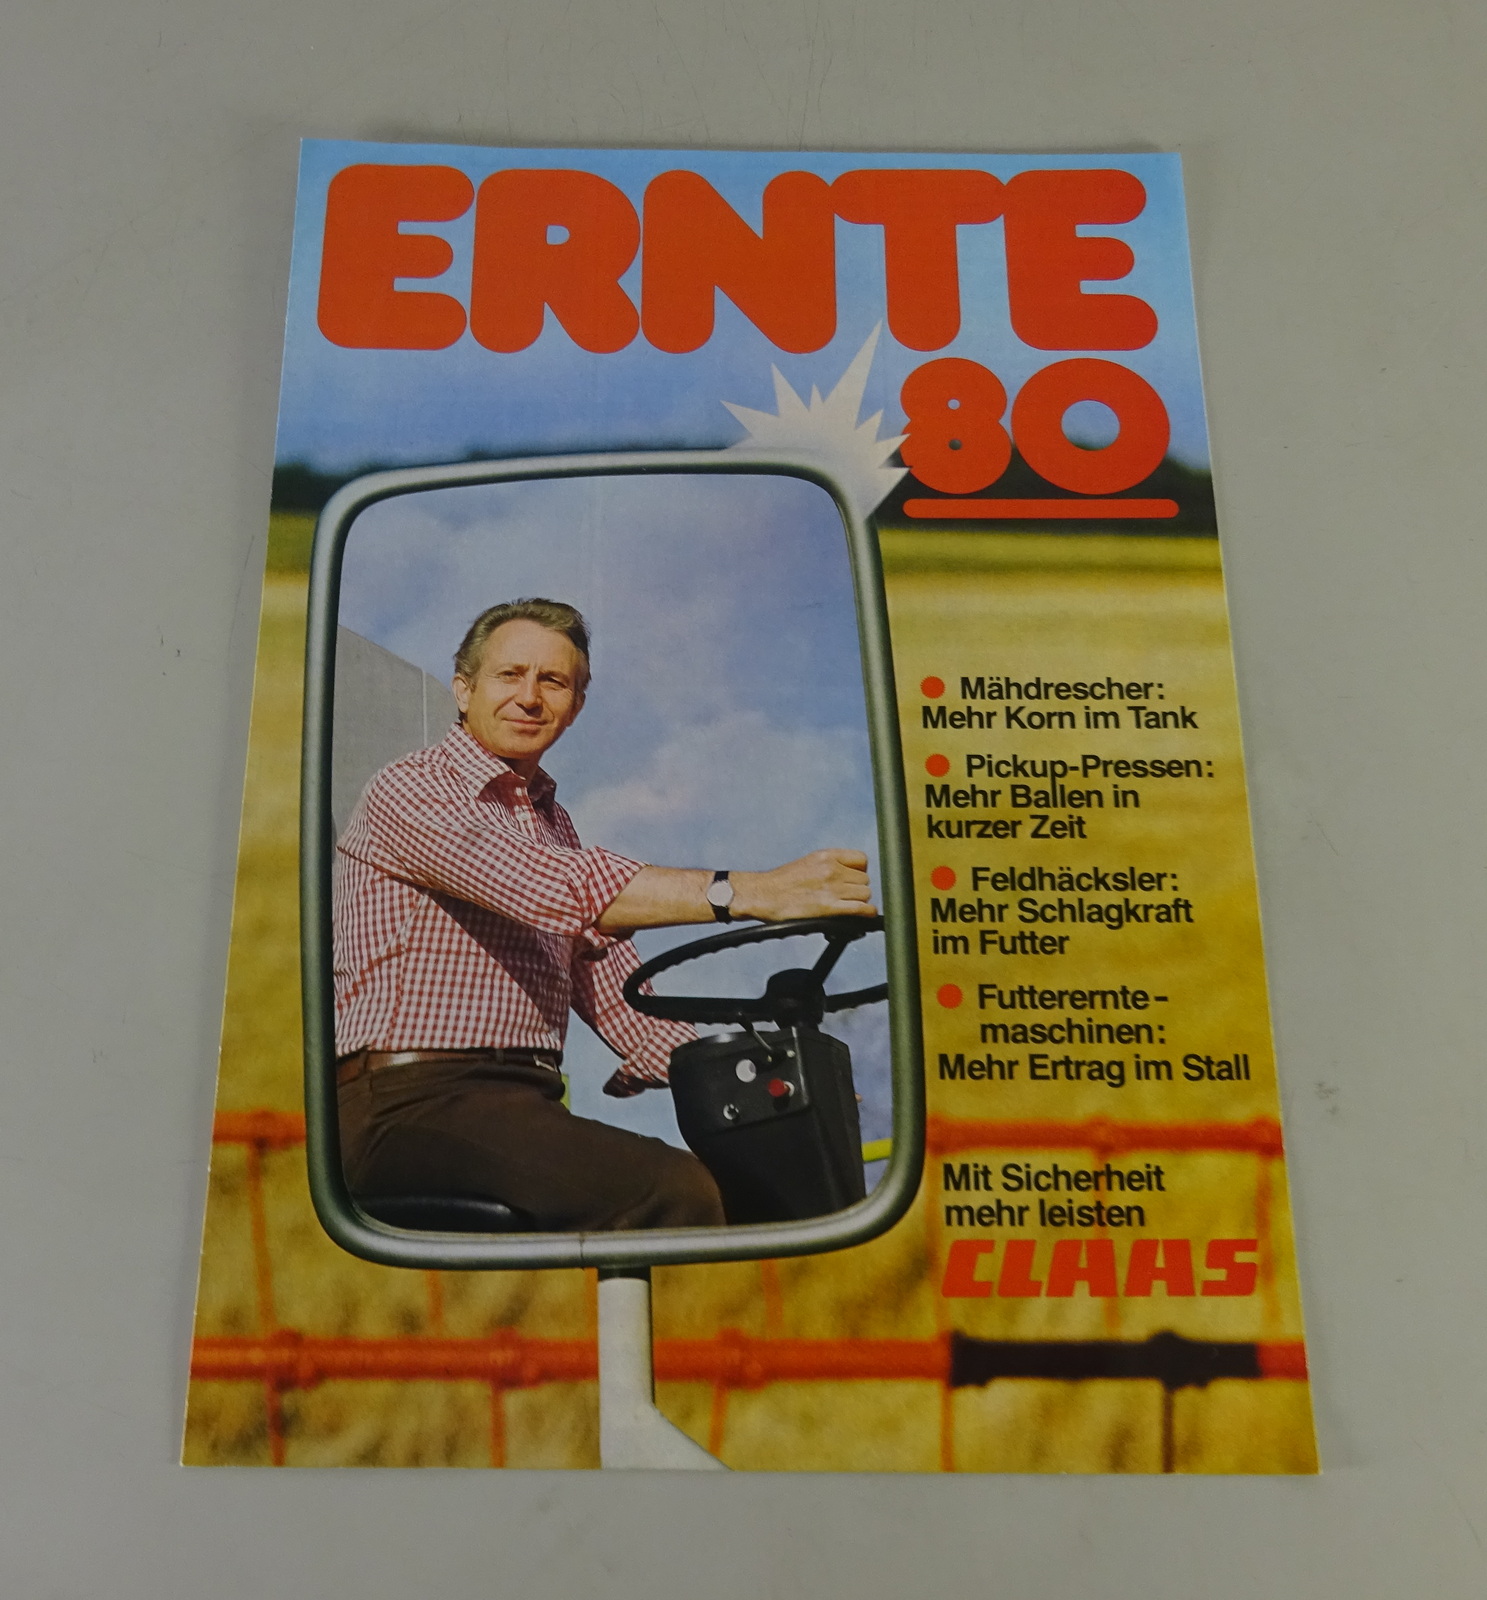 ERNTE
80
● Mähdrescher:
Mehr Korn im Tank
● Pickup-Pressen:
Mehr Ballen in
kurzer Zeit
● Feldhäcksler:
Mehr Schlagkraft
im Futter
● Futterernte-
maschinen:
Mehr Ertrag im Stall
Mit Sicherheit
mehr leisten
CLAAS